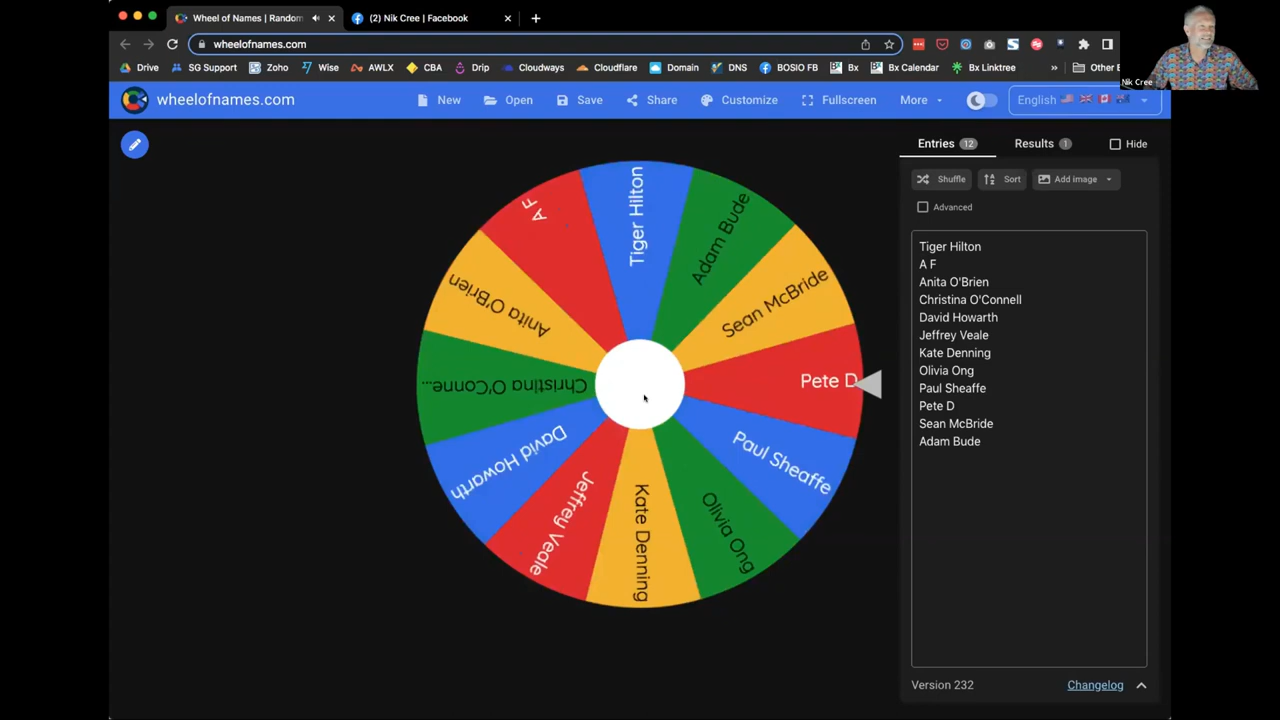 Wheel of Names | Random
(2) Nik Cree | Facebook
wheelofnames.com
Drive
SG Support
Zoho
Wise
AWLX
CBA
Drip
Cloudways
Cloudflare
Domain
DNS
BOSIO FB
Bx
Bx Calendar
Bx Linktree
»
Other B
Nik Cree
wheelofnames.com
New
Open
Save
Share
Customize
Fullscreen
More
English
Entries 12
Results 1
Hide
Shuffle
Sort
Add image
Advanced
Tiger Hilton
A F
Anita O'Brien
Christina O'Connell
David Howarth
Jeffrey Veale
Kate Denning
Olivia Ong
Paul Sheaffe
Pete D
Sean McBride
Adam Bude
Tiger Hilton
Adam Bude
Sean McBride
Pete D
Paul Sheaffe
Olivia Ong
Kate Denning
Jeffrey Veale
David Howarth
Christina O'Conne...
Anita O'Brien
A F
Version 232
Changelog